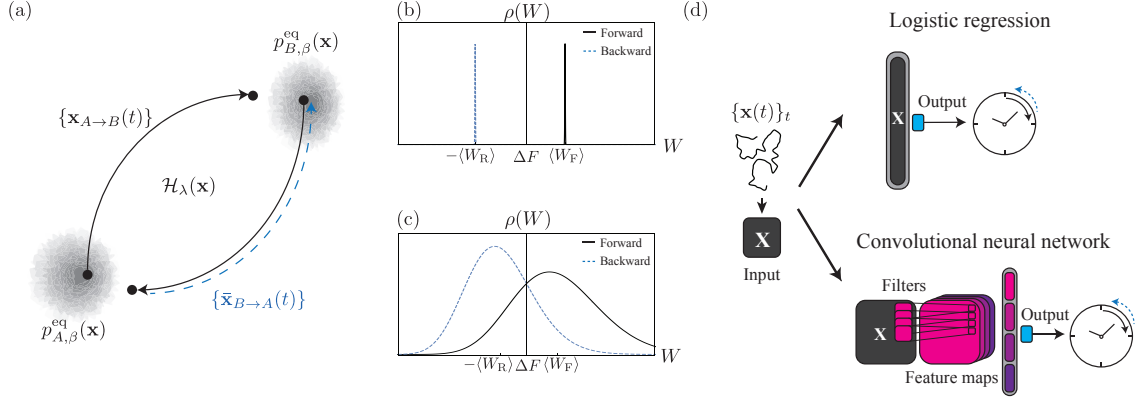 (a)
p^{eq}_{B,β}(x)
{x_{A→B}(t)}
H_λ(x)
{x̄_{B→A}(t)}
p^{eq}_{A,β}(x)
(b)
ρ(W)
Forward
Backward
−⟨W_R⟩ ΔF ⟨W_F⟩ W
(c)
ρ(W)
Forward
Backward
−⟨W_R⟩ ΔF ⟨W_F⟩ W
(d)
Logistic regression
X
Output
{x(t)}_t
X
Input
Convolutional neural network
Filters
X
Output
Feature maps